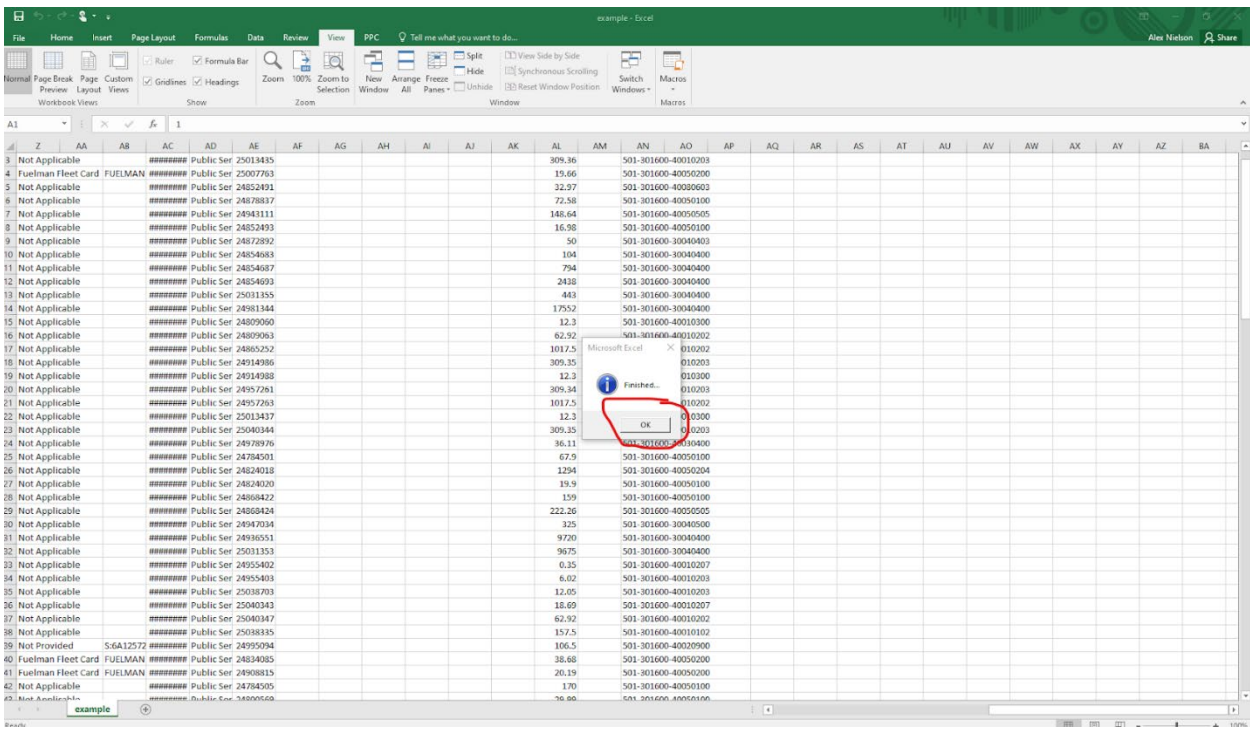 example - Excel
File Home Insert Page Layout Formulas Data Review View PPC Tell me what you want to do... Alex Nielson Share
Normal Page Break Preview Page Layout Custom Views
Workbook Views
Ruler Formula Bar
Gridlines Headings
Show
Zoom 100% Zoom to Selection
Zoom
New Window Arrange All Freeze Panes Split Hide Unhide
View Side by Side
Synchronous Scrolling
Reset Window Position
Window
Switch Windows
Macros
Macros
A1 fx 1
Z AA AB AC AD AE AF AG AH AI AJ AK AL AM AN AO AP AQ AR AS AT AU AV AW AX AY AZ BA
3 Not Applicable ######## Public Ser 25013435 309.36 501-301600-40010203
4 Fuelman Fleet Card FUELMAN ######## Public Ser 25007763 19.66 501-301600-40050200
5 Not Applicable ######## Public Ser 24852491 32.97 501-301600-40080603
6 Not Applicable ######## Public Ser 24878837 72.58 501-301600-40050100
7 Not Applicable ######## Public Ser 24943111 148.64 501-301600-40050505
8 Not Applicable ######## Public Ser 24852493 16.98 501-301600-40050100
9 Not Applicable ######## Public Ser 24872892 50 501-301600-30040403
10 Not Applicable ######## Public Ser 24854683 104 501-301600-30040400
11 Not Applicable ######## Public Ser 24854687 794 501-301600-30040400
12 Not Applicable ######## Public Ser 24854693 2438 501-301600-30040400
13 Not Applicable ######## Public Ser 25031355 443 501-301600-30040400
14 Not Applicable ######## Public Ser 24981344 17552 501-301600-30040400
15 Not Applicable ######## Public Ser 24809060 12.3 501-301600-40010300
16 Not Applicable ######## Public Ser 24809063 62.92 501-301600-40010202
17 Not Applicable ######## Public Ser 24865252 1017.5 Microsoft Excel 010202
18 Not Applicable ######## Public Ser 24914986 309.35 010203
19 Not Applicable ######## Public Ser 24914988 12.3 010300
20 Not Applicable ######## Public Ser 24957261 309.34 Finished... 010203
21 Not Applicable ######## Public Ser 24957263 1017.5 010202
22 Not Applicable ######## Public Ser 25013437 12.3 010300
23 Not Applicable ######## Public Ser 25040344 309.35 OK 010203
24 Not Applicable ######## Public Ser 24978976 36.11 501-301600-40030400
25 Not Applicable ######## Public Ser 24784501 67.9 501-301600-40050100
26 Not Applicable ######## Public Ser 24824018 1294 501-301600-40050204
27 Not Applicable ######## Public Ser 24824020 19.9 501-301600-40050100
28 Not Applicable ######## Public Ser 24868422 159 501-301600-40050100
29 Not Applicable ######## Public Ser 24868424 222.26 501-301600-40050505
30 Not Applicable ######## Public Ser 24947034 325 501-301600-30040500
31 Not Applicable ######## Public Ser 24936551 9720 501-301600-30040400
32 Not Applicable ######## Public Ser 25031353 9675 501-301600-30040400
33 Not Applicable ######## Public Ser 24955402 0.35 501-301600-40010207
34 Not Applicable ######## Public Ser 24955403 6.02 501-301600-40010203
35 Not Applicable ######## Public Ser 25038703 12.05 501-301600-40010203
36 Not Applicable ######## Public Ser 25040343 18.69 501-301600-40010207
37 Not Applicable ######## Public Ser 25040347 62.92 501-301600-40010202
38 Not Applicable ######## Public Ser 25038335 157.5 501-301600-40010102
39 Not Provided S:6A12572 ######## Public Ser 24995094 106.5 501-301600-40020900
40 Fuelman Fleet Card FUELMAN ######## Public Ser 24834085 38.68 501-301600-40050200
41 Fuelman Fleet Card FUELMAN ######## Public Ser 24908815 20.19 501-301600-40050200
42 Not Applicable ######## Public Ser 24784505 170 501-301600-40050100
43 Not Applicable ######## Public Ser 24800569 29.99 501-301600-40050100
example
Ready 100%